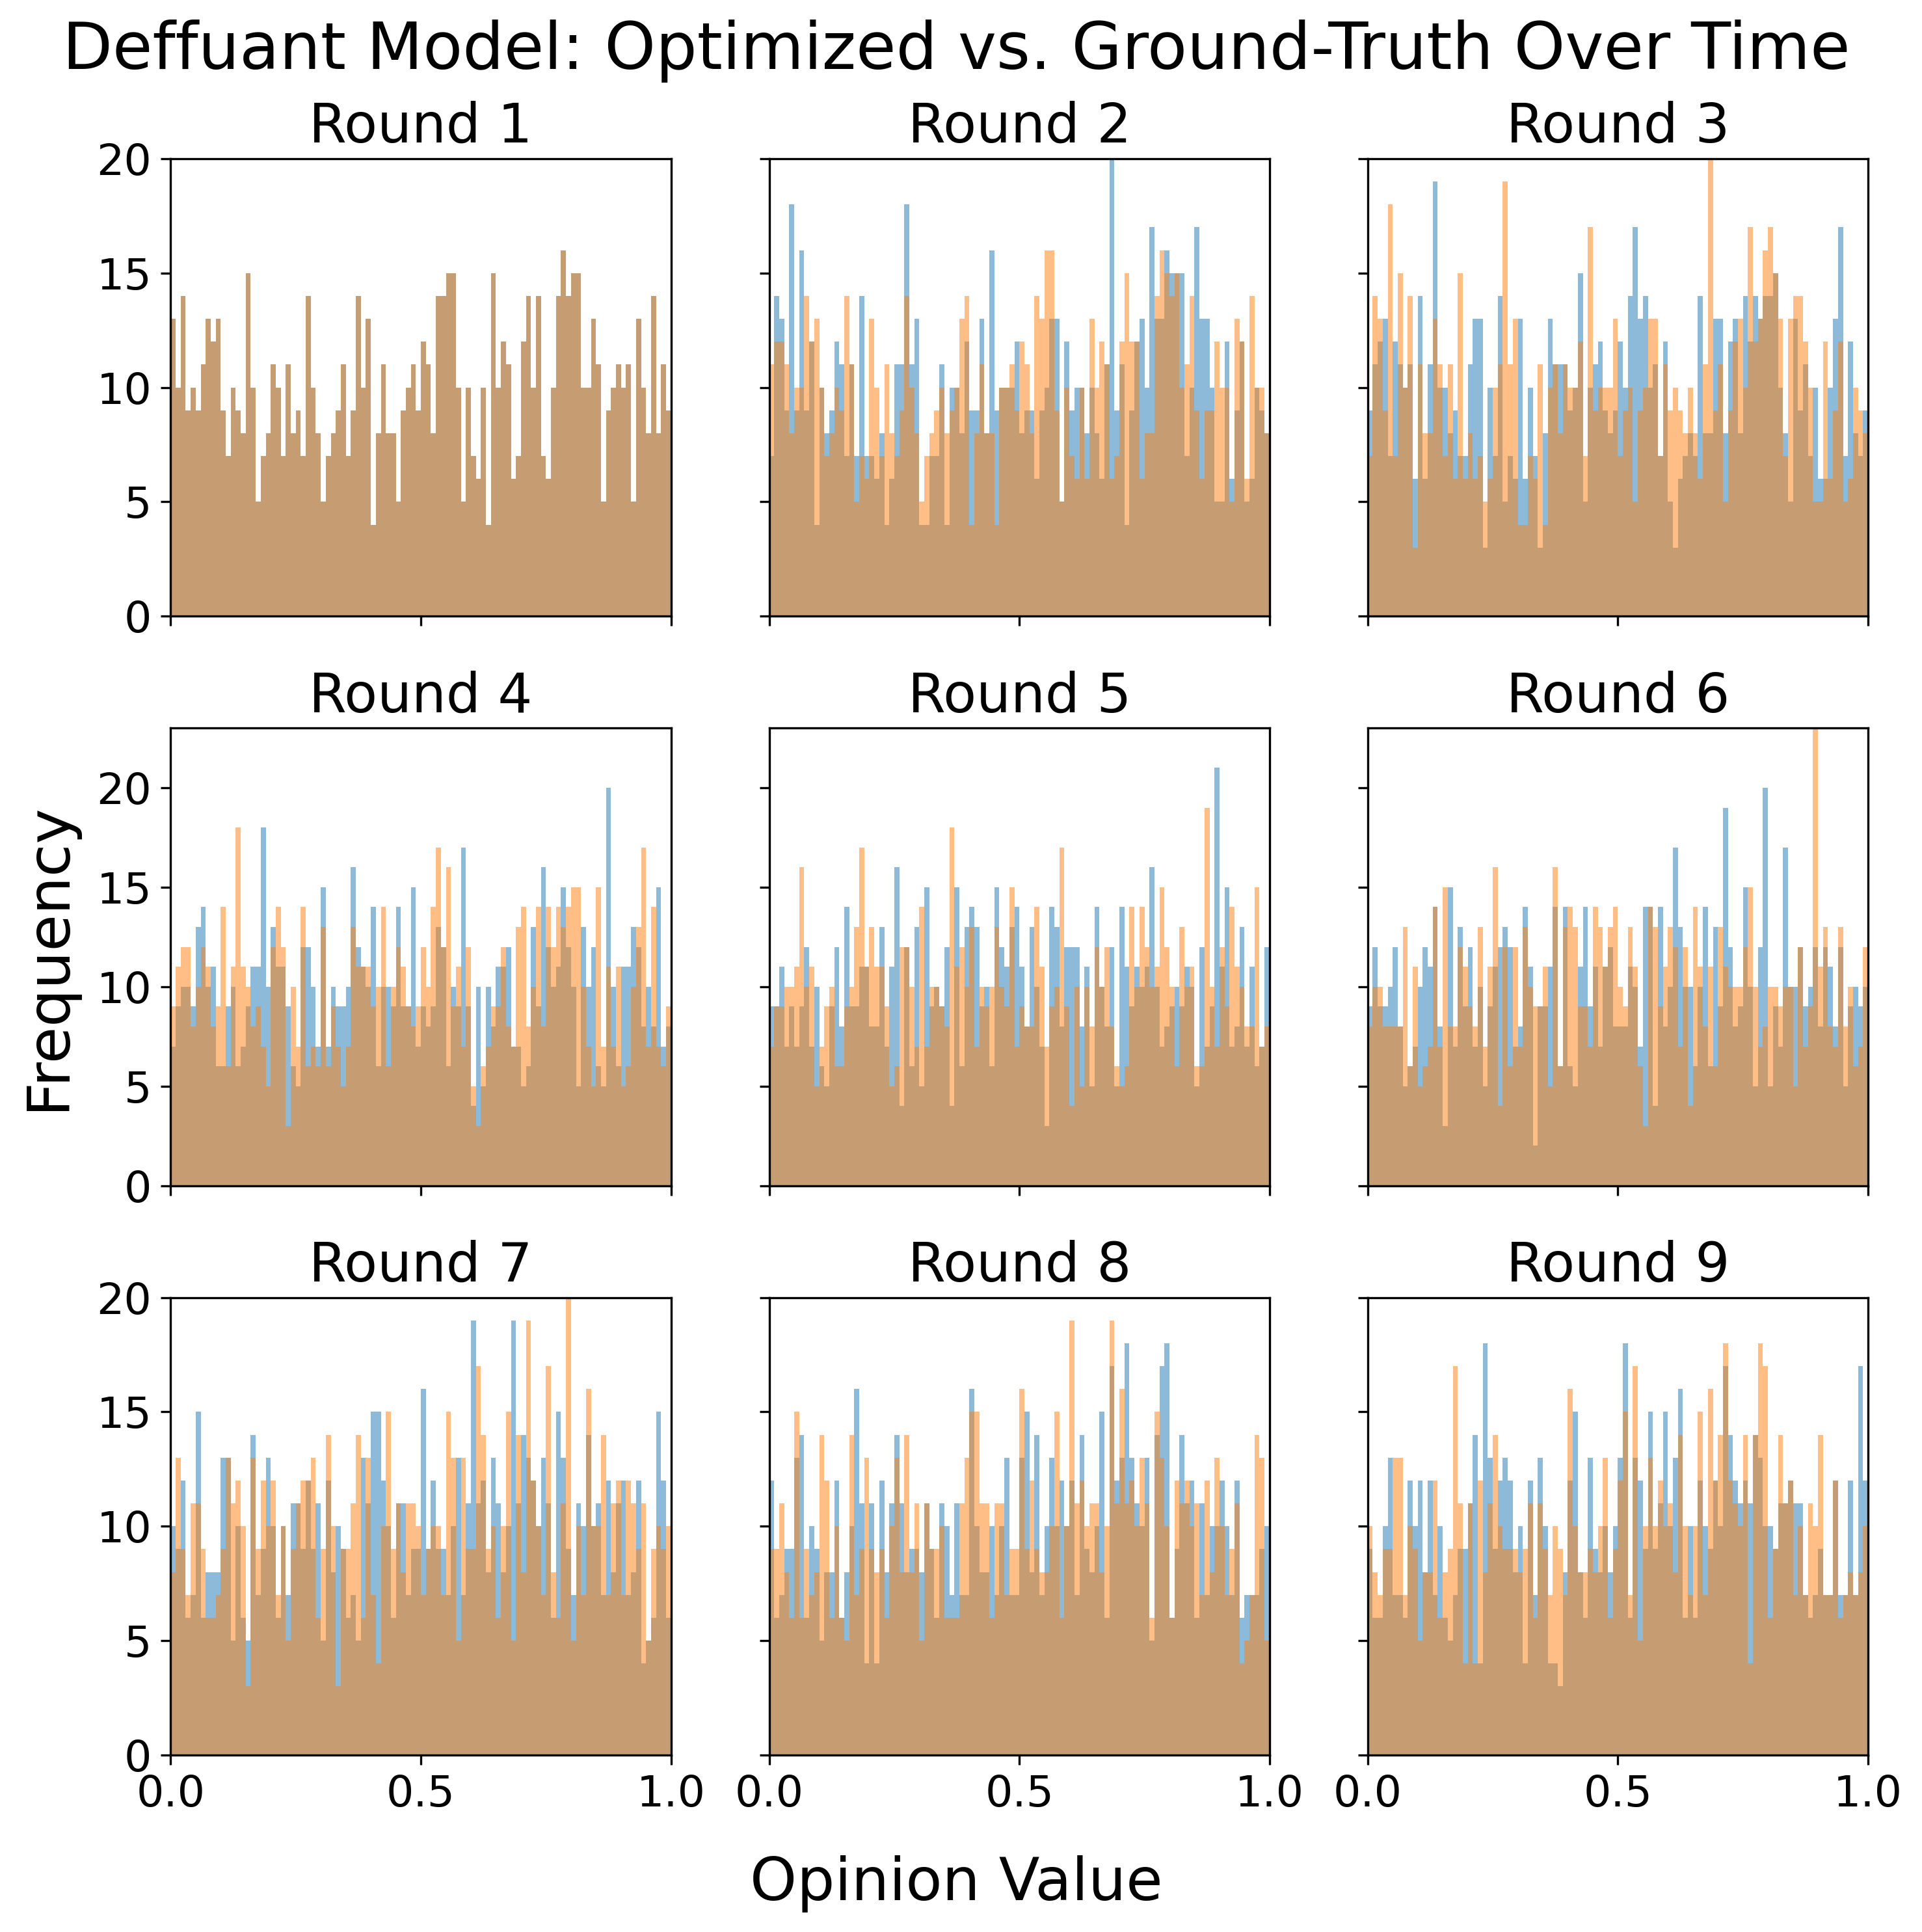 Deffuant Model: Optimized vs. Ground-Truth Over Time
Round 1
Round 2
Round 3
20
15
10
5
0
Round 4
Round 5
Round 6
20
15
10
5
0
Frequency
Round 7
Round 8
Round 9
20
15
10
5
0
0.0 0.5 1.0 0.0 0.5 1.0 0.0 0.5 1.0
Opinion Value